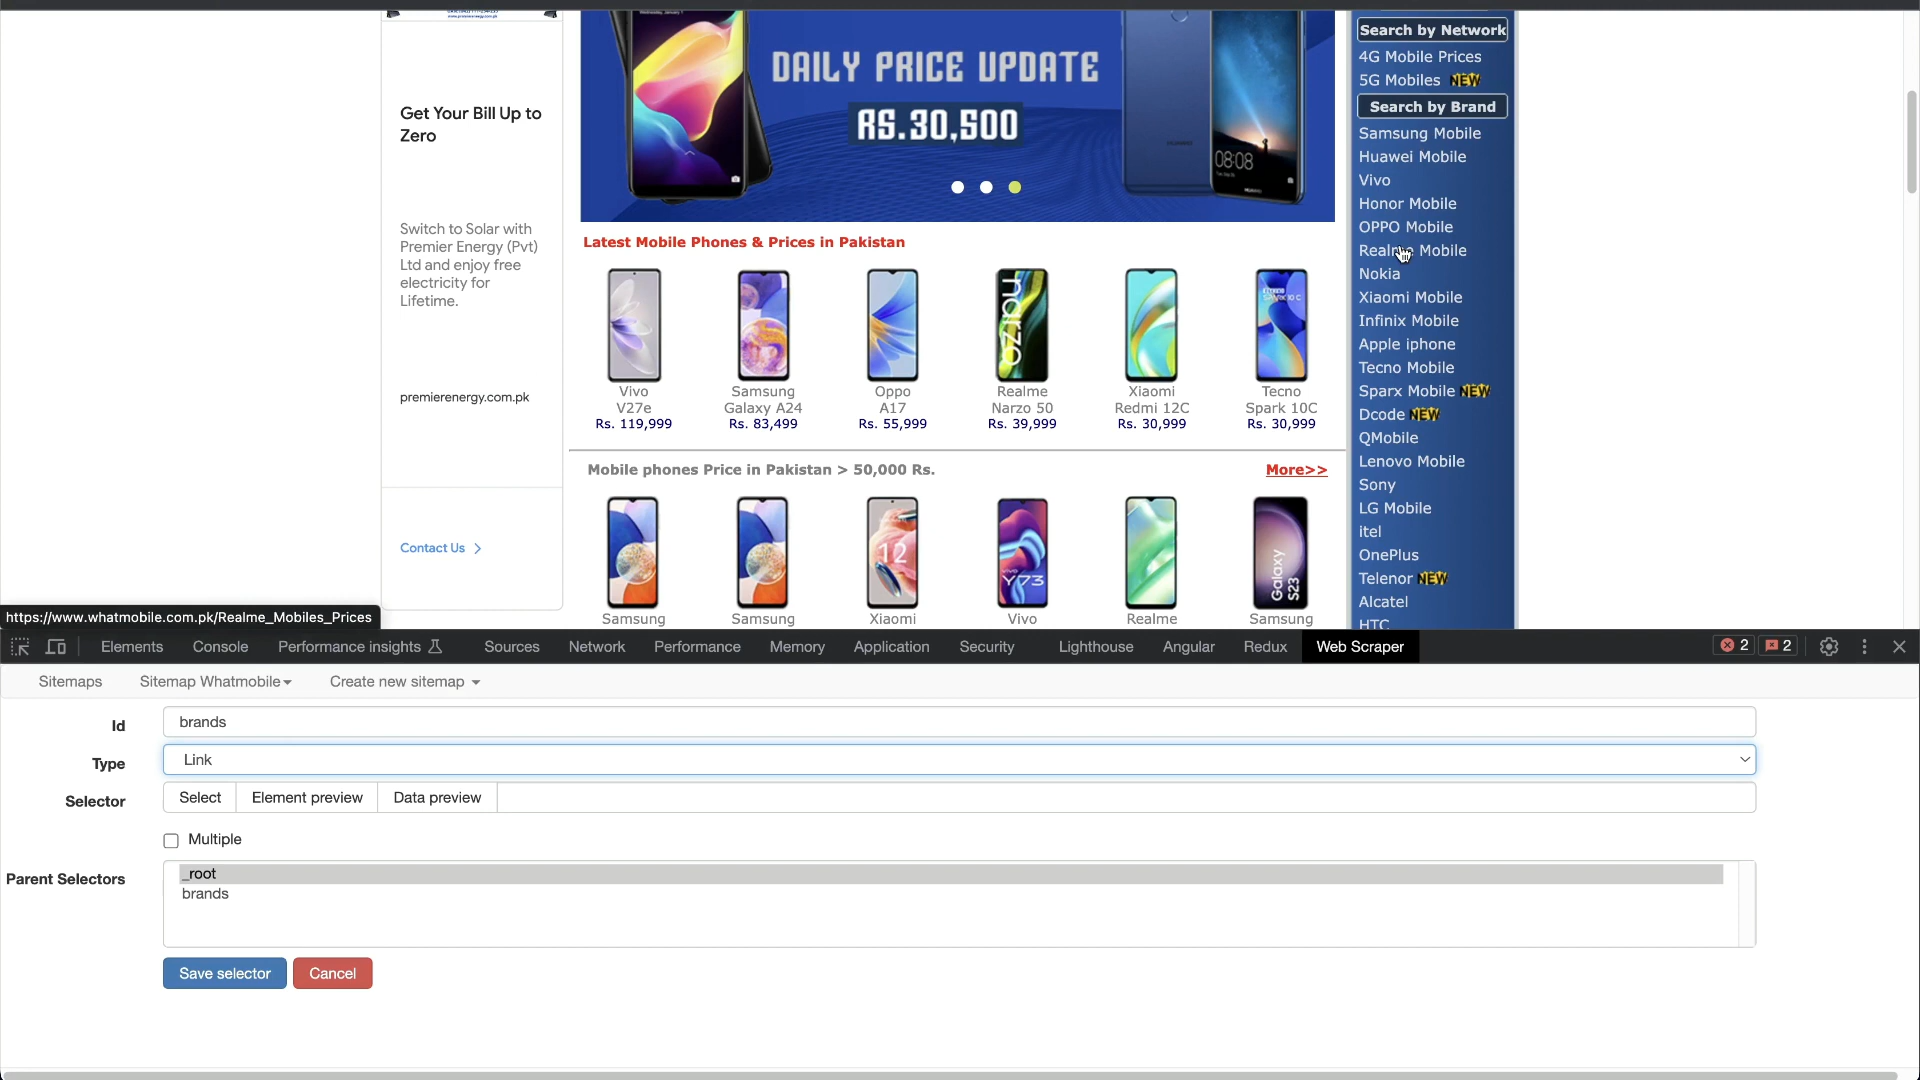 www.premierenergy.com.pk
Get Your Bill Up to
Zero
Switch to Solar with
Premier Energy (Pvt)
Ltd and enjoy free
electricity for
Lifetime.
premierenergy.com.pk
Contact Us
DAILY PRICE UPDATE
RS.30,500
08:08
HUAWEI
Latest Mobile Phones & Prices in Pakistan
narzo
SPARK 10 C
Vivo Samsung Oppo Realme Xiaomi Tecno
V27e Galaxy A24 A17 Narzo 50 Redmi 12C Spark 10C
Rs. 119,999 Rs. 83,499 Rs. 55,999 Rs. 39,999 Rs. 30,999 Rs. 30,999
Mobile phones Price in Pakistan > 50,000 Rs. More>>
12
vivo
Y73
Galaxy
S23
Samsung Samsung Xiaomi Vivo Realme Samsung
Search by Network
4G Mobile Prices
5G Mobiles NEW
Search by Brand
Samsung Mobile
Huawei Mobile
Vivo
Honor Mobile
OPPO Mobile
Realme Mobile
Nokia
Xiaomi Mobile
Infinix Mobile
Apple iphone
Tecno Mobile
Sparx Mobile NEW
Dcode NEW
QMobile
Lenovo Mobile
Sony
LG Mobile
itel
OnePlus
Telenor NEW
Alcatel
HTC
https://www.whatmobile.com.pk/Realme_Mobiles_Prices
Elements Console Performance insights Sources Network Performance Memory Application Security Lighthouse Angular Redux Web Scraper 2 2
Sitemaps Sitemap Whatmobile Create new sitemap
Id brands
Type Link
Selector Select Element preview Data preview
Multiple
Parent Selectors _root
brands
Save selector Cancel